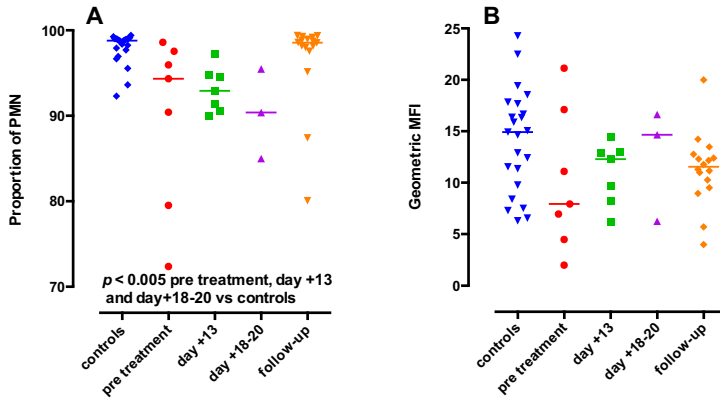 A
Proportion of PMN
100
90
80
70
p < 0.005 pre treatment, day +13
and day+18-20 vs controls
controls
pre treatment
day +13
day +18-20
follow-up
B
Geometric MFI
25
20
15
10
5
0
controls
pre treatment
day +13
day +18-20
follow-up